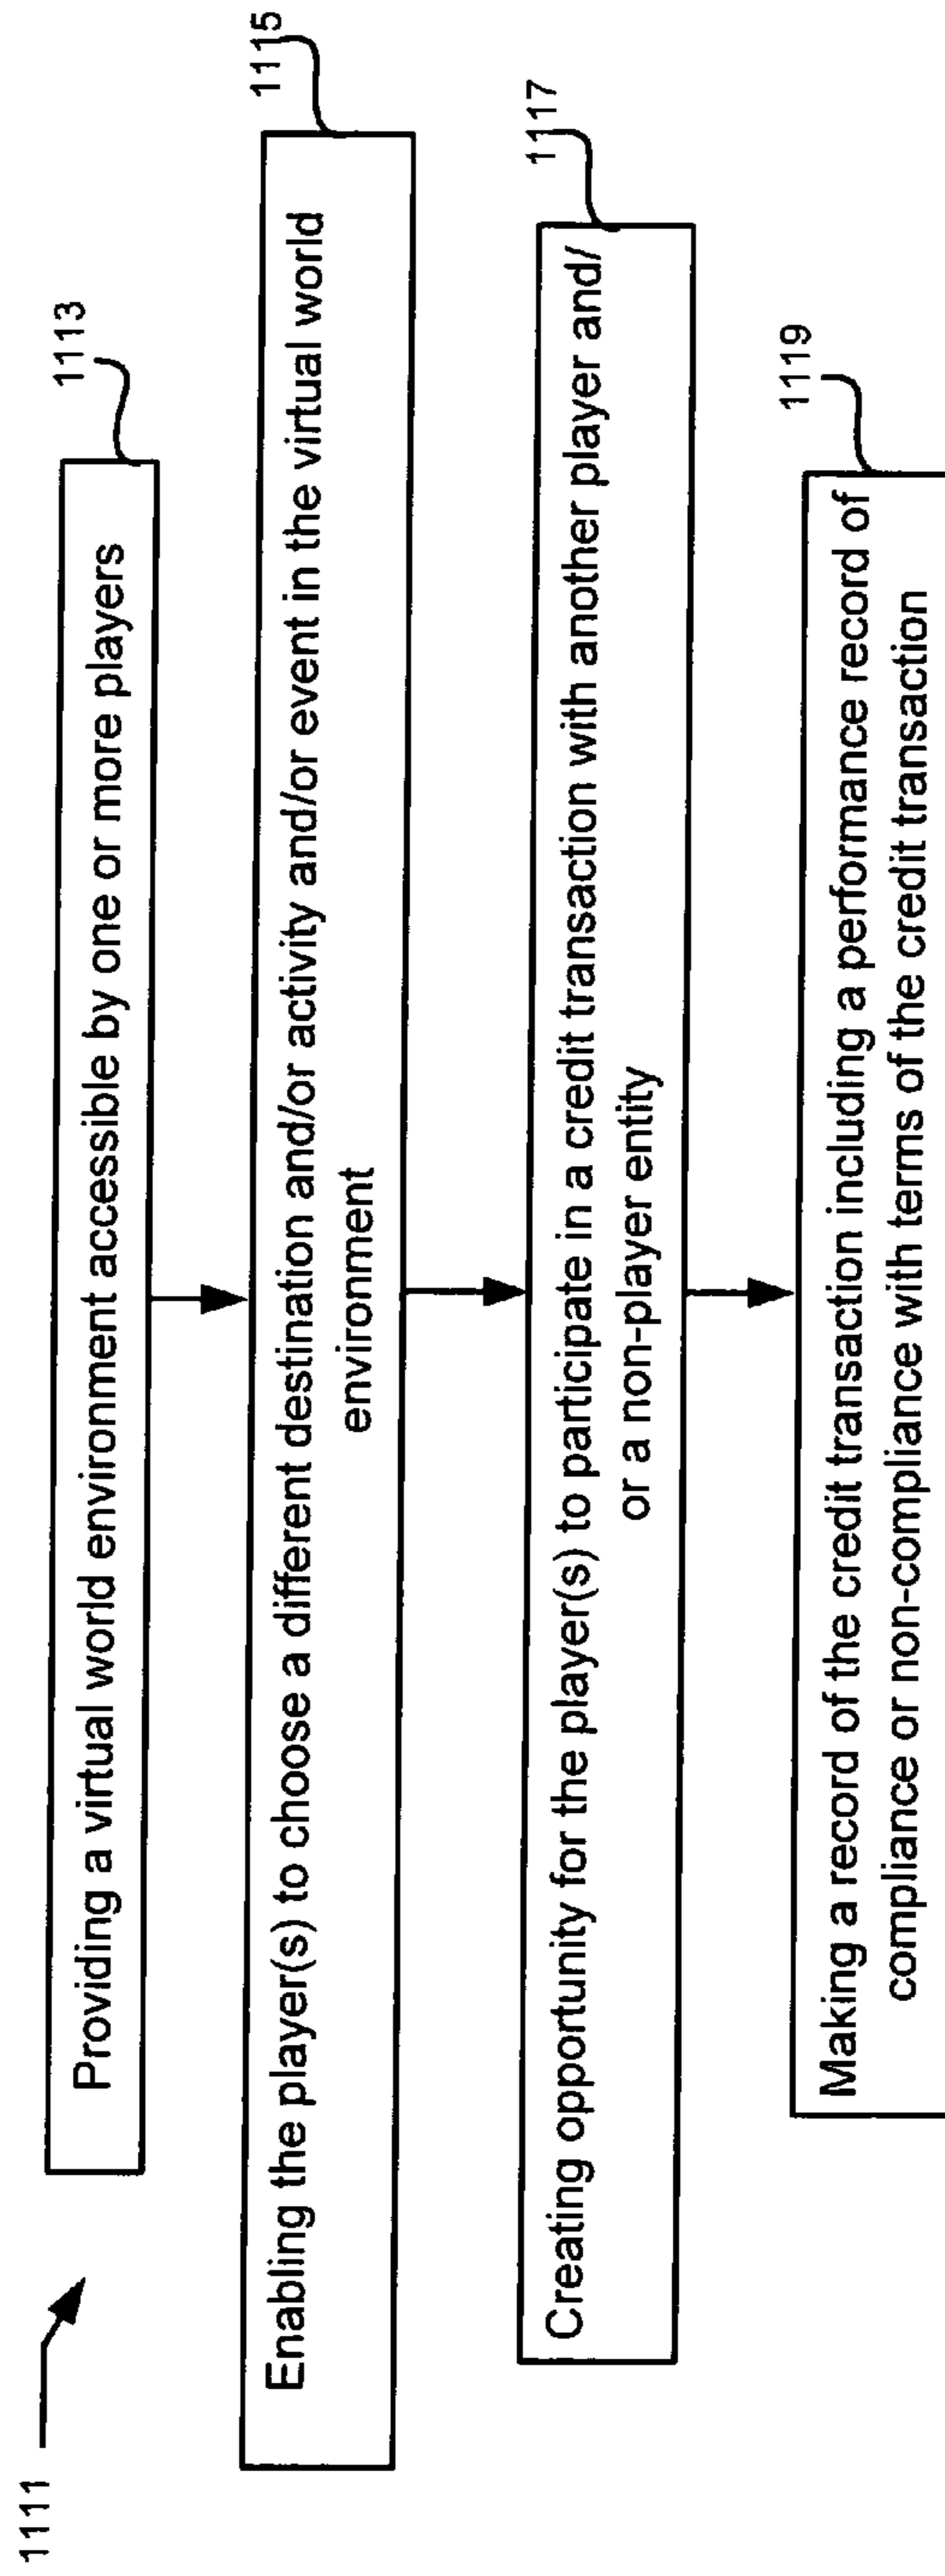 1111
1113
Providing a virtual world environment accessible by one or more players
1115
Enabling the player(s) to choose a different destination and/or activity and/or event in the virtual world
environment
1117
Creating opportunity for the player(s) to participate in a credit transaction with another player and/
or a non-player entity
1119
Making a record of the credit transaction including a performance record of
compliance or non-compliance with terms of the credit transaction